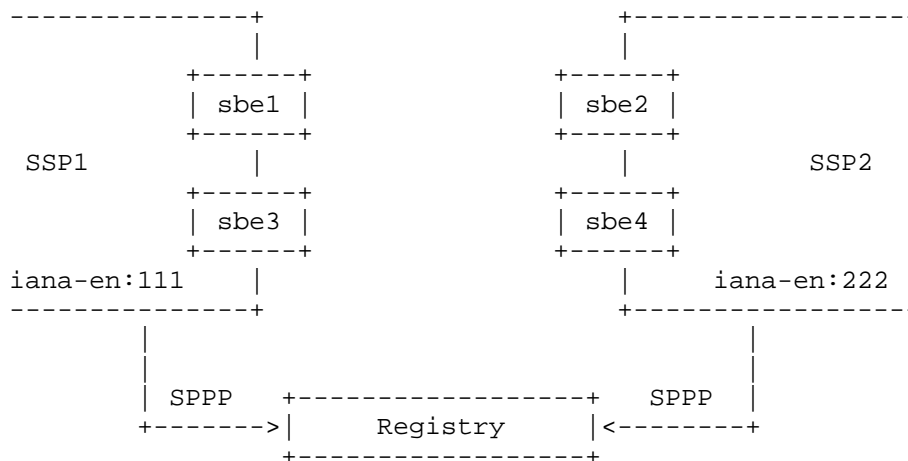 ---------------+                         +------------------
|                         |
+------+                 +------+
| sbe1 |                 | sbe2 |
+------+                 +------+
SSP1           |                         |            SSP2
+------+                 +------+
| sbe3 |                 | sbe4 |
+------+                 +------+
iana-en:111     |                         |      iana-en:222
---------------+                         +------------------
|                                         |
|                                         |
| SPPP   +------------------+   SPPP  |
+------->|     Registry     |<--------+
+------------------+